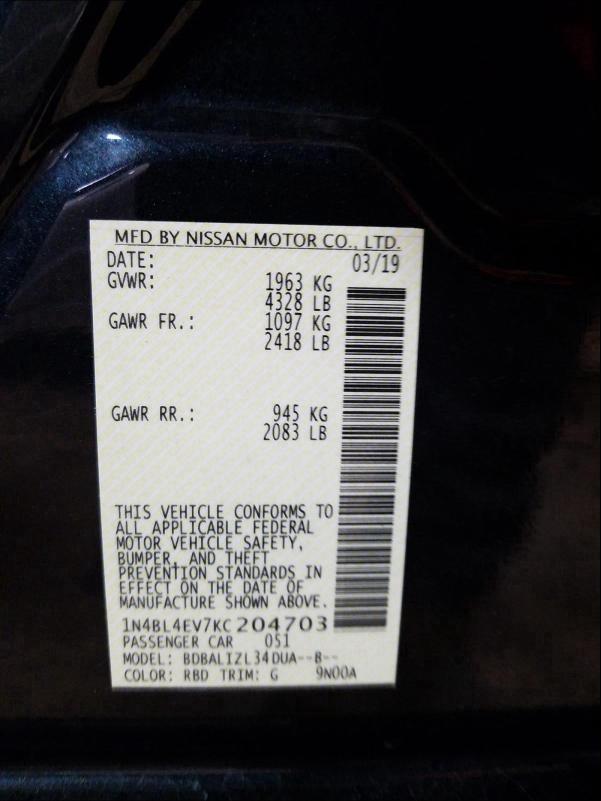 MFD BY NISSAN MOTOR CO., LTD.
DATE: 03/19
GVWR: 1963 KG
4328 LB
GAWR FR.: 1097 KG
2418 LB
GAWR RR.: 945 KG
2083 LB
THIS VEHICLE CONFORMS TO
ALL APPLICABLE FEDERAL
MOTOR VEHICLE SAFETY,
BUMPER, AND THEFT
PREVENTION STANDARDS IN
EFFECT ON THE DATE OF
MANUFACTURE SHOWN ABOVE.
1N4BL4EV7KC204703
PASSENGER CAR 051
MODEL: BDBALIZL34DUA--B--
COLOR: RBD TRIM: G 9N00A